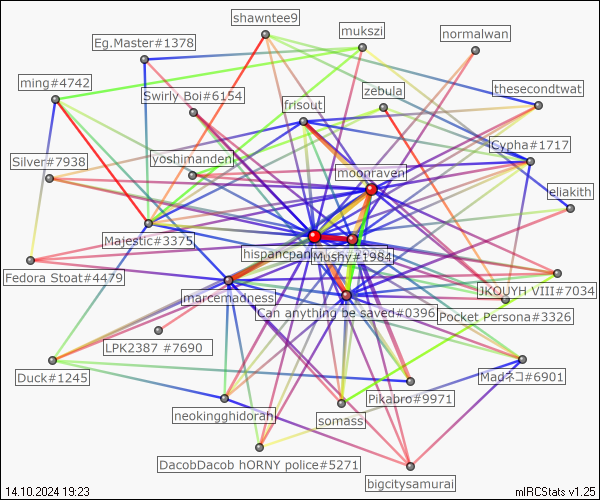 shawntee9
mukszi
normalwan
Eg.Master#1378
ming#4742
Swirly Boi#6154
frisout
zebula
thesecondtwat
Silver#7938
yoshimanden
moonraven
Cypha#1717
eliakith
Majestic#3375
hispancpan
Mushy#1984
Fedora Stoat#4479
marcemadness
JKOUYH VIII#7034
Can anything be saved#0396
Pocket Persona#3326
LPK2387 #7690
Duck#1245
Madネコ#6901
Pikabro#9971
neokingghidorah
somass
DacobDacob hORNY police#5271
bigcitysamurai
14.10.2024 19:23
mIRCStats v1.25